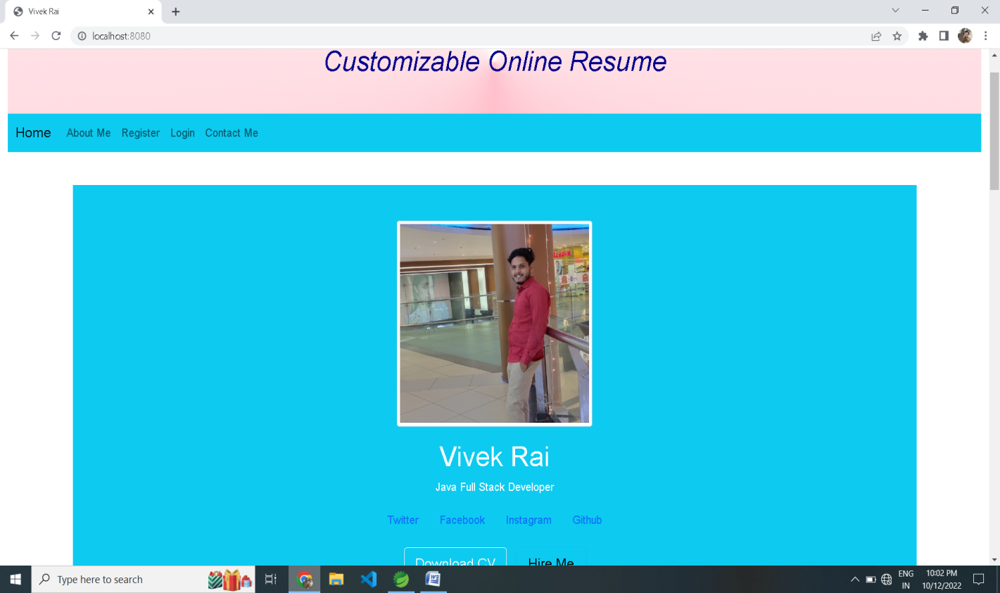 Vivek Rai
localhost:8080
Customizable Online Resume
Home About Me Register Login Contact Me
Vivek Rai
Java Full Stack Developer
Twitter Facebook Instagram Github
Download CV Hire Me
Type here to search
ENG 10:02 PM
IN 10/12/2022